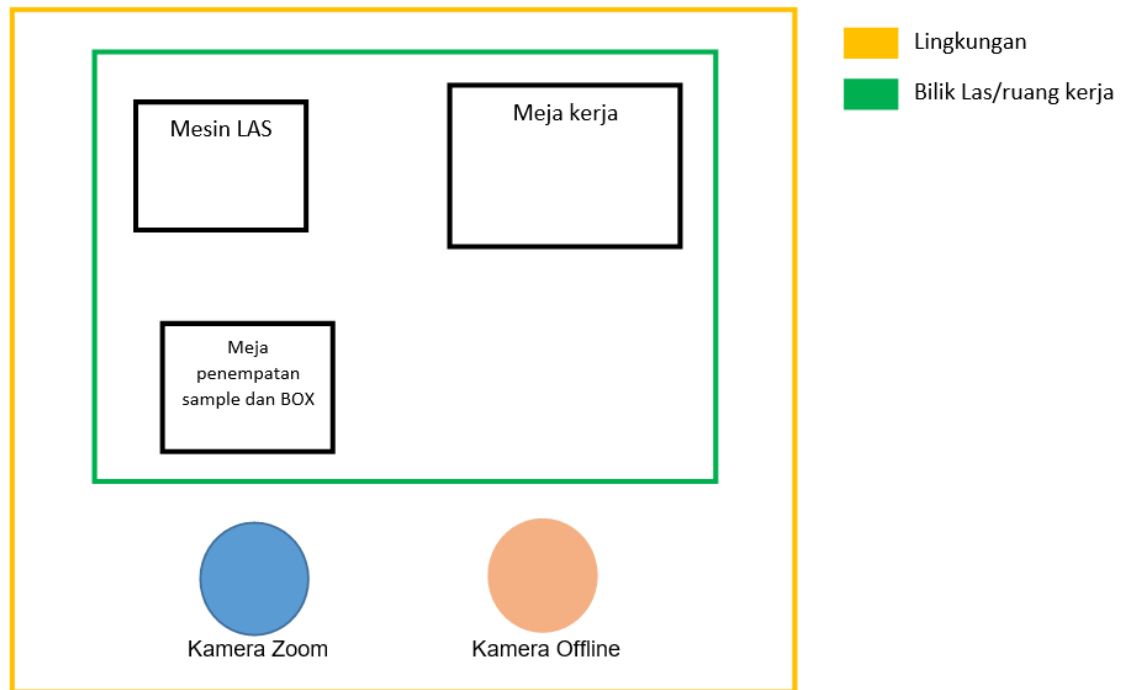 Mesin LAS
Meja kerja
Meja
penempatan
sample dan BOX
Kamera Zoom
Kamera Offline
Lingkungan
Bilik Las/ruang kerja